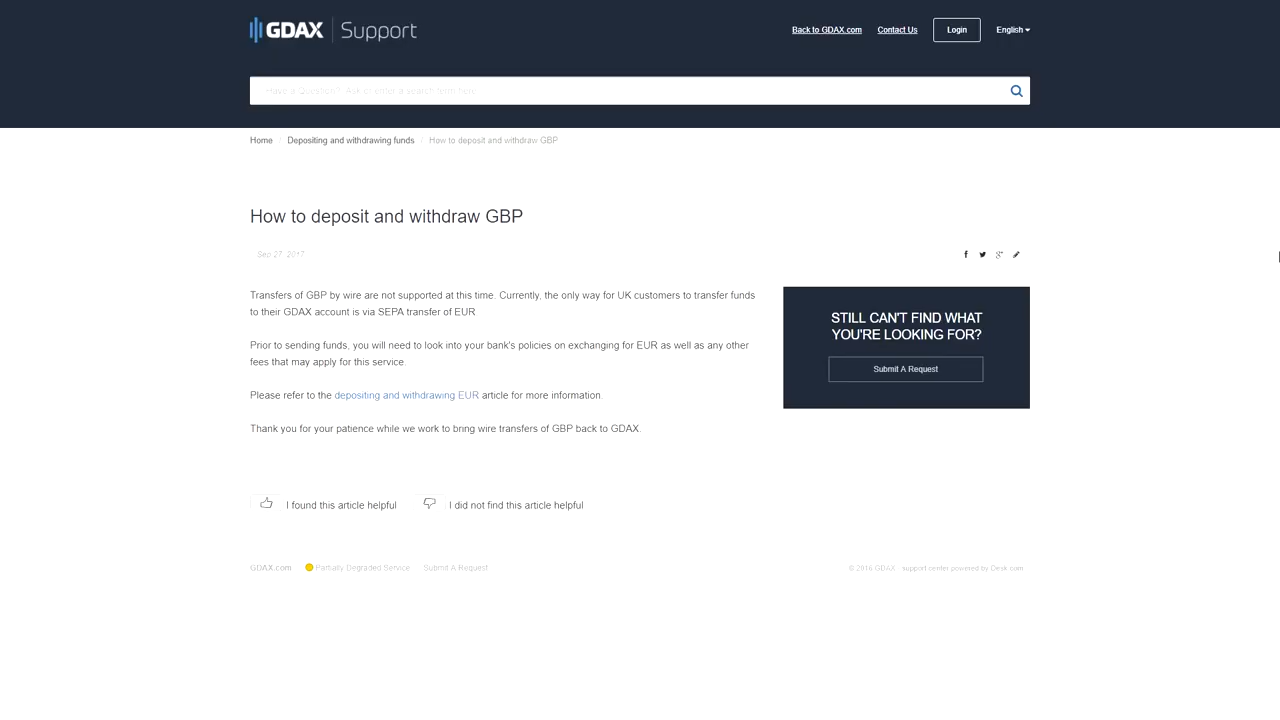 GDAX Support
Back to GDAX.com Contact Us Login English
Have a Question? Ask or enter a search term here.
Home / Depositing and withdrawing funds / How to deposit and withdraw GBP
How to deposit and withdraw GBP
Sep 27, 2017
Transfers of GBP by wire are not supported at this time. Currently, the only way for UK customers to transfer funds
to their GDAX account is via SEPA transfer of EUR
Prior to sending funds, you will need to look into your bank's policies on exchanging for EUR as well as any other
fees that may apply for this service.
Please refer to the depositing and withdrawing EUR article for more information.
Thank you for your patience while we work to bring wire transfers of GBP back to GDAX.
STILL CAN'T FIND WHAT
YOU'RE LOOKING FOR?
Submit A Request
I found this article helpful I did not find this article helpful
GDAX.com Partially Degraded Service Submit A Request
© 2016 GDAX support center powered by Desk.com